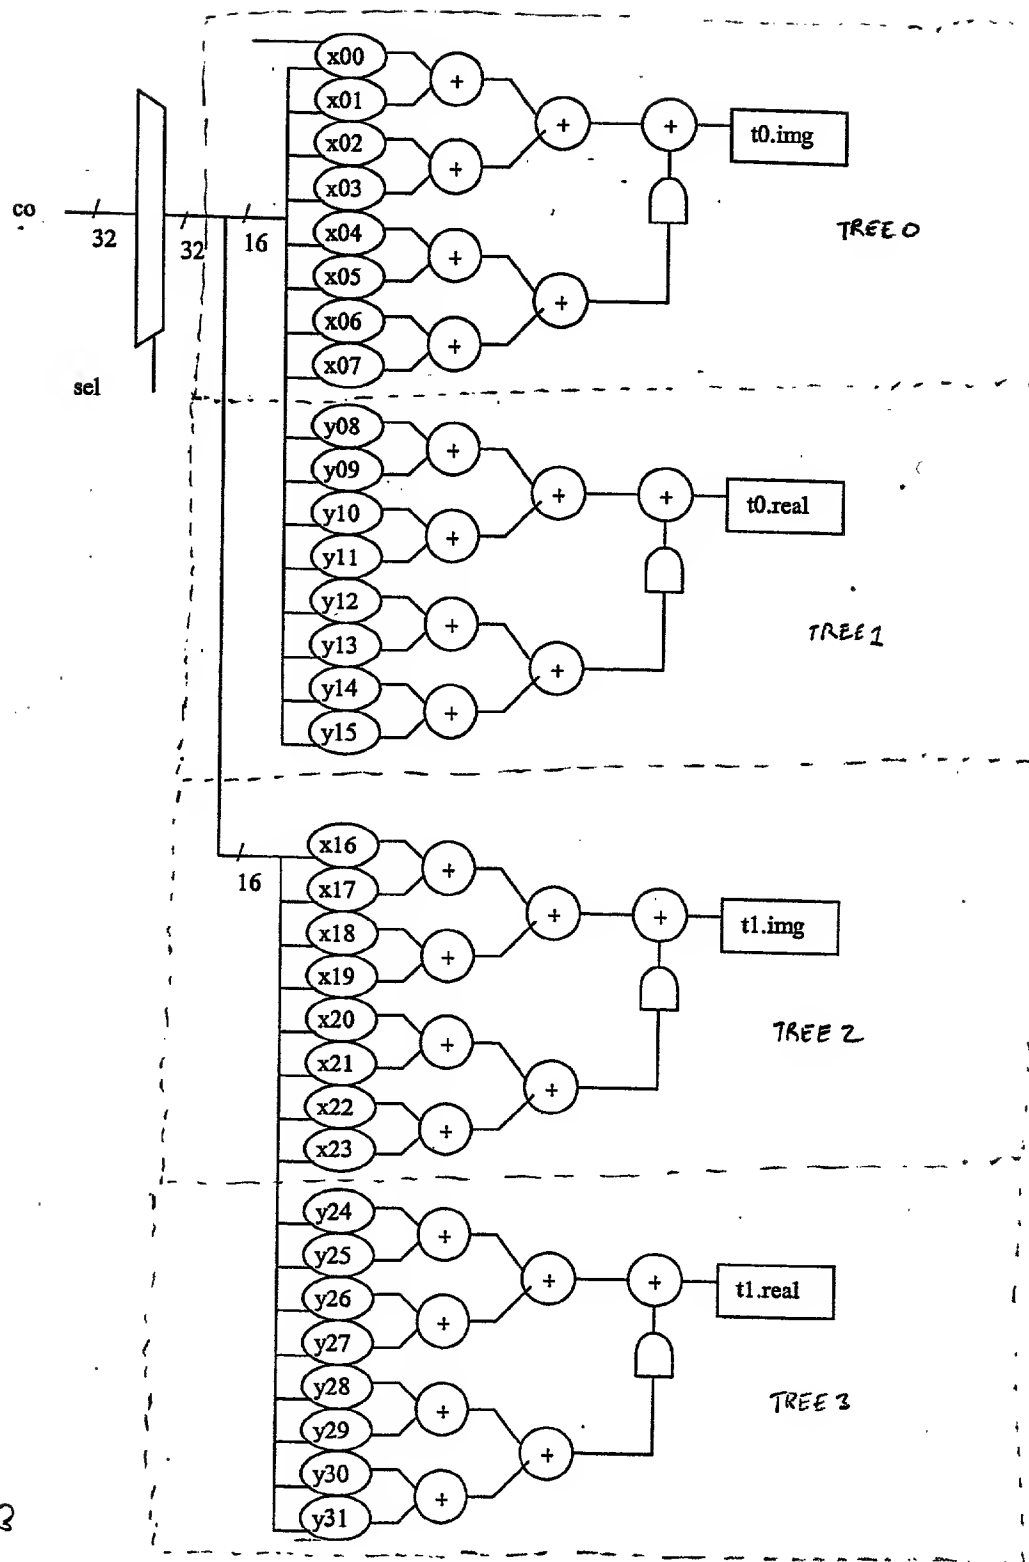 x00
+
x01
+
+
t0.img
x02
+
x03
co
32
32
16
x04
TREE 0
+
x05
+
x06
+
x07
sel
y08
+
y09
+
+
t0.real
y10
+
y11
y12
+
y13
TREE 1
+
y14
+
y15
x16
+
16
x17
+
+
t1.img
x18
+
x19
x20
+
TREE 2
x21
+
x22
+
x23
y24
+
y25
+
+
t1.real
y26
+
y27
y28
+
TREE 3
y29
+
y30
+
y31
3